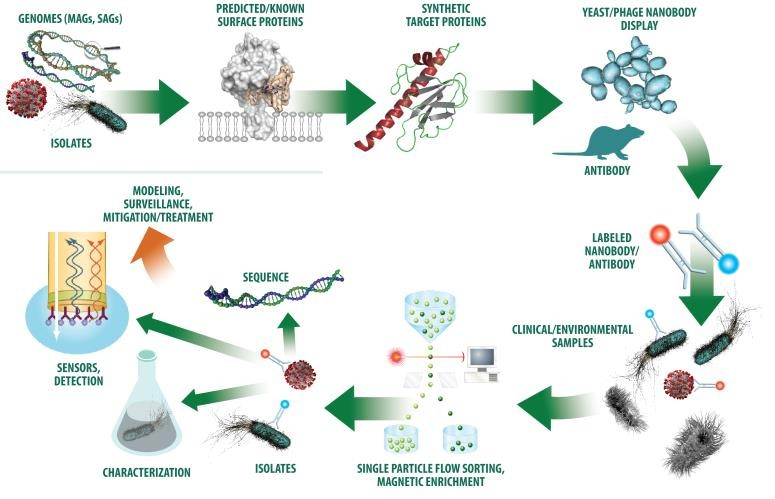 GENOMES (MAGs, SAGs)
ISOLATES
PREDICTED/KNOWN
SURFACE PROTEINS
SYNTHETIC
TARGET PROTEINS
YEAST/PHAGE NANOBODY
DISPLAY
ANTIBODY
LABELED
NANOBODY/
ANTIBODY
CLINICAL/ENVIRONMENTAL
SAMPLES
SINGLE PARTICLE FLOW SORTING,
MAGNETIC ENRICHMENT
ISOLATES
SEQUENCE
CHARACTERIZATION
SENSORS,
DETECTION
MODELING,
SURVEILLANCE,
MITIGATION/TREATMENT